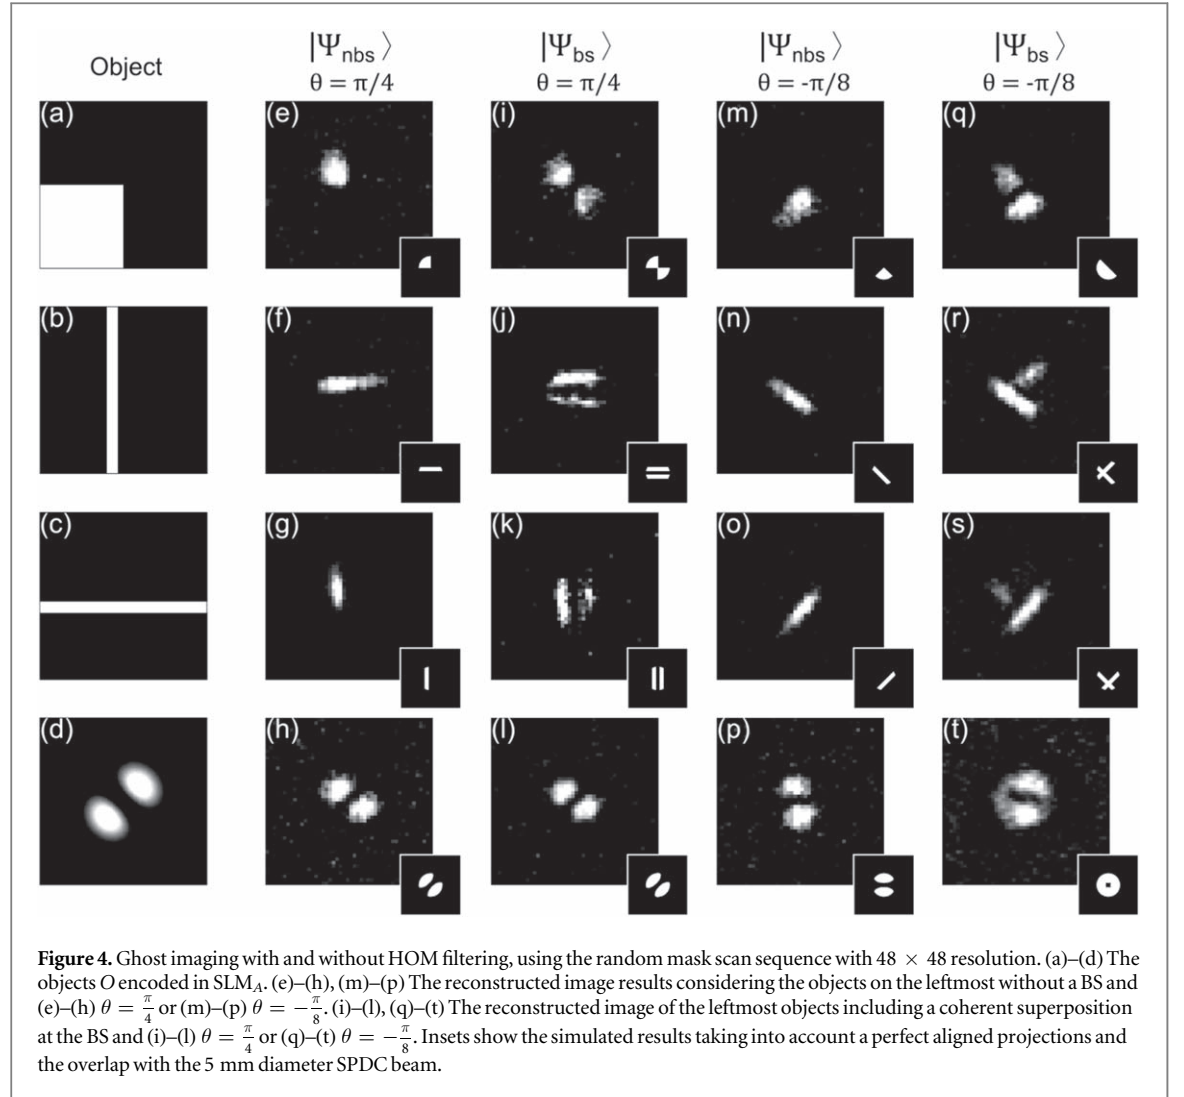 Object
|Ψnbs⟩
θ = π/4
|Ψbs⟩
θ = π/4
|Ψnbs⟩
θ = -π/8
|Ψbs⟩
θ = -π/8
(a)
(e)
(i)
(m)
(q)
(b)
(f)
(j)
(n)
(r)
(c)
(g)
(k)
(o)
(s)
(d)
(h)
(l)
(p)
(t)
Figure 4. Ghost imaging with and without HOM filtering, using the random mask scan sequence with 48 × 48 resolution. (a)–(d) The
objects O encoded in SLM_A. (e)–(h), (m)–(p) The reconstructed image results considering the objects on the leftmost without a BS and
(e)–(h) θ = π/4 or (m)–(p) θ = −π/8. (i)–(l), (q)–(t) The reconstructed image of the leftmost objects including a coherent superposition
at the BS and (i)–(l) θ = π/4 or (q)–(t) θ = −π/8. Insets show the simulated results taking into account a perfect aligned projections and
the overlap with the 5 mm diameter SPDC beam.